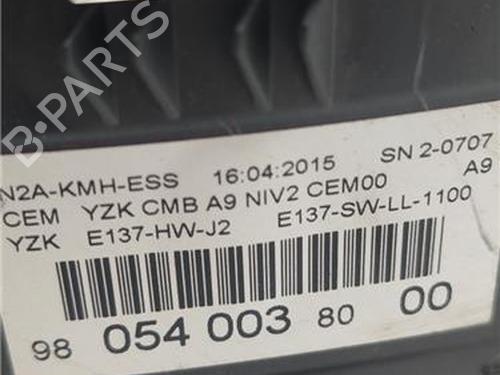 B-PARTS
N2A-KMH-ESS 16:04:2015 SN 2-0707
CEM YZK CMB A9 NIV2 CEM00 A9
YZK E137-HW-J2 E137-SW-LL-1100
98 054 003 80 00